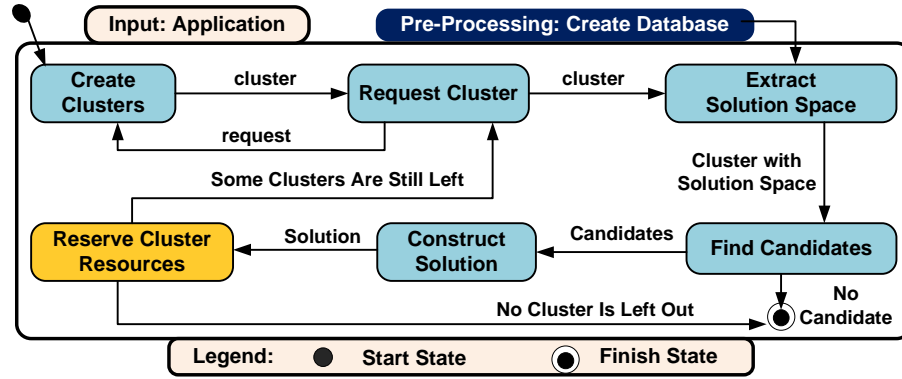 Input: Application
Pre-Processing: Create Database
Create
Clusters
cluster
Request Cluster
cluster
Extract
Solution Space
request
Cluster with
Solution Space
Some Clusters Are Still Left
Reserve Cluster
Resources
Solution
Construct
Solution
Candidates
Find Candidates
No Cluster Is Left Out
No
Candidate
Legend:
Start State
Finish State